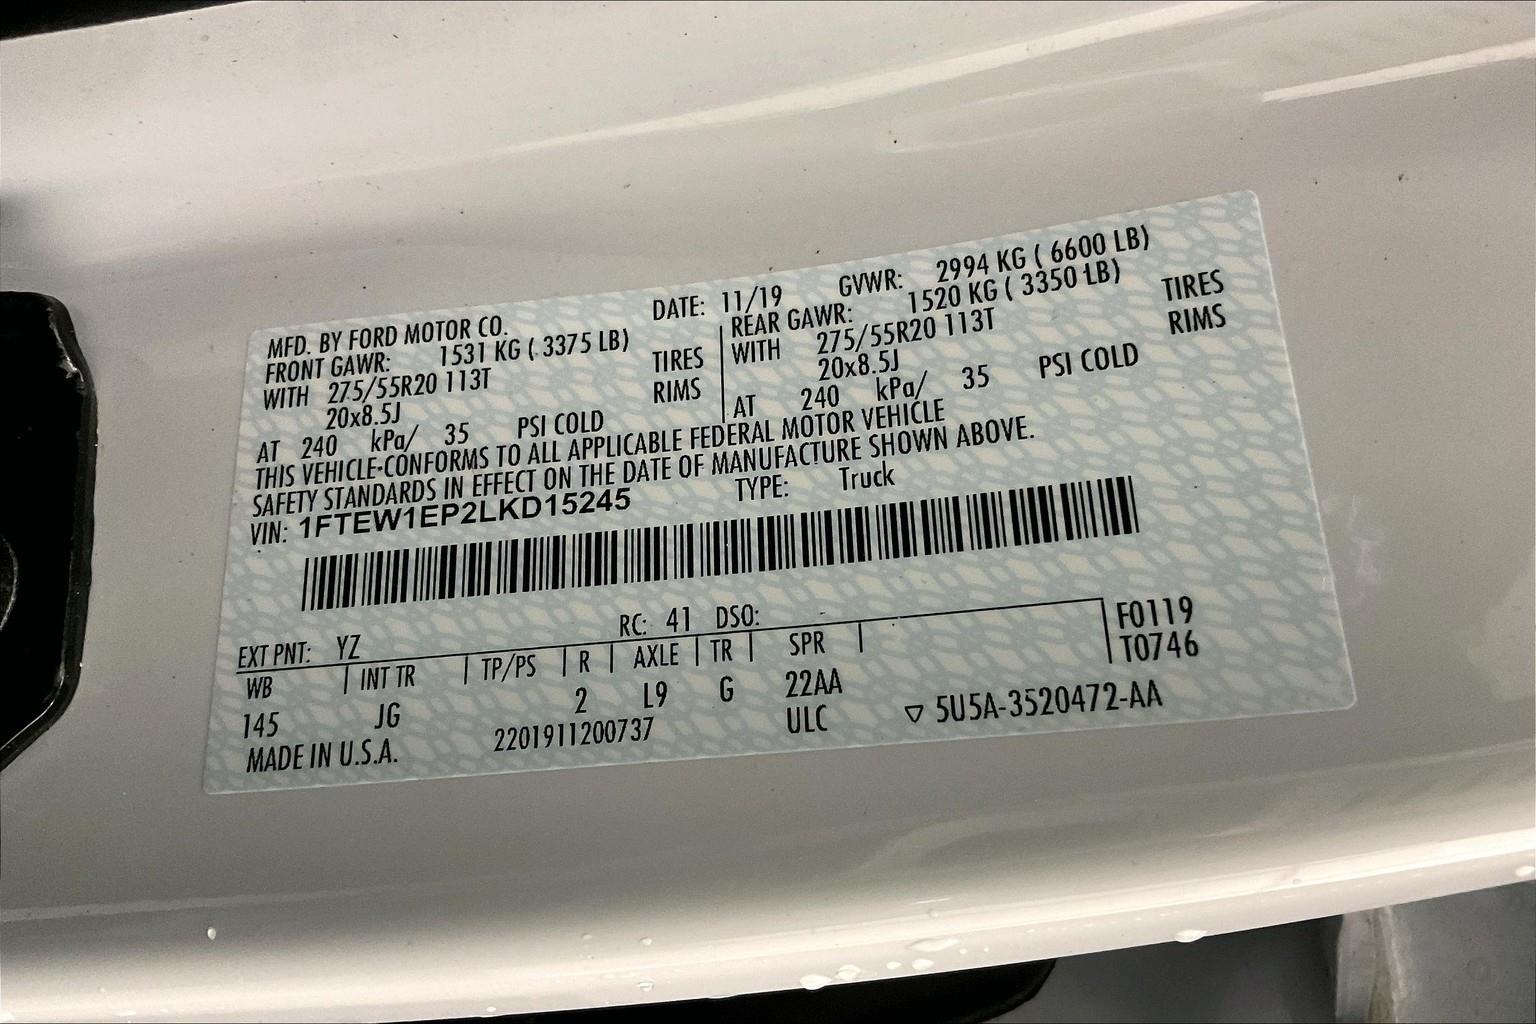 MFD. BY FORD MOTOR CO.
DATE: 11/19
GVWR: 2994 KG ( 6600 LB)
FRONT GAWR: 1531 KG ( 3375 LB)
WITH 275/55R20 113T TIRES
20x8.5J RIMS
AT 240 kPa/ 35 PSI COLD
REAR GAWR: 1520 KG ( 3350 LB)
WITH 275/55R20 113T TIRES
20x8.5J RIMS
AT 240 kPa/ 35 PSI COLD
THIS VEHICLE CONFORMS TO ALL APPLICABLE FEDERAL MOTOR VEHICLE
SAFETY STANDARDS IN EFFECT ON THE DATE OF MANUFACTURE SHOWN ABOVE.
VIN: 1FTEW1EP2LKD15245 TYPE: Truck
EXT PNT: YZ RC: 41 DSO:
F0119
WB INT TR TP/PS R AXLE TR SPR
T0746
145 JG 2 L9 G 22AA
MADE IN U.S.A. 2201911200737 ULC ▽ 5U5A-3520472-AA